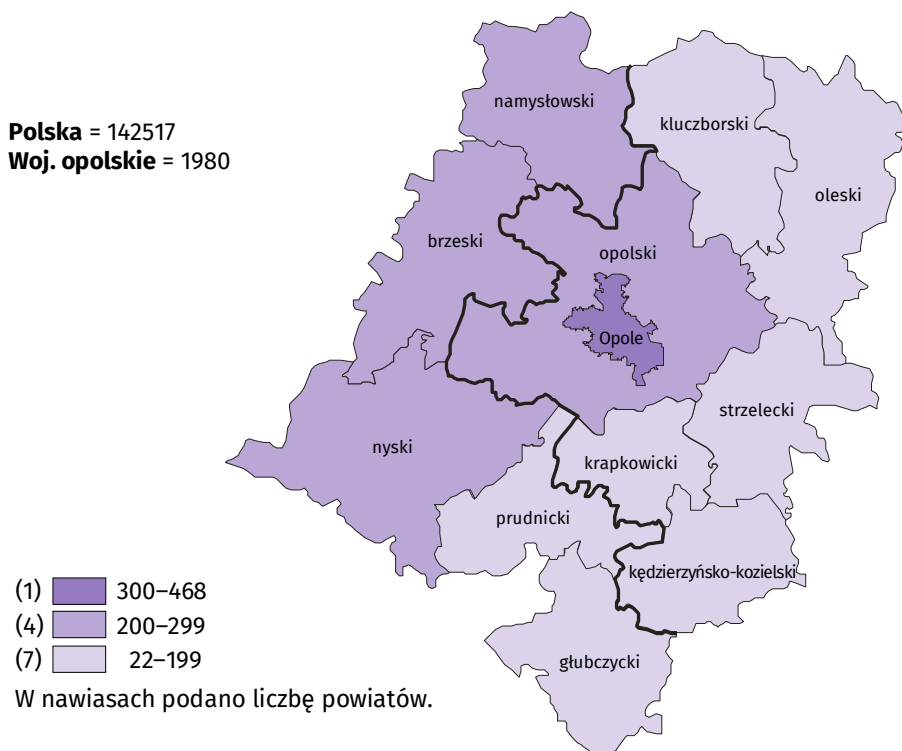 Polska = 142517
Woj. opolskie = 1980
namysłowski
kluczborski
oleski
brzeski
opolski
Opole
strzelecki
nyski
krapkowicki
prudnicki
kędzierzyńsko-kozielski
głubczycki
(1) 300–468
(4) 200–299
(7) 22–199
W nawiasach podano liczbę powiatów.